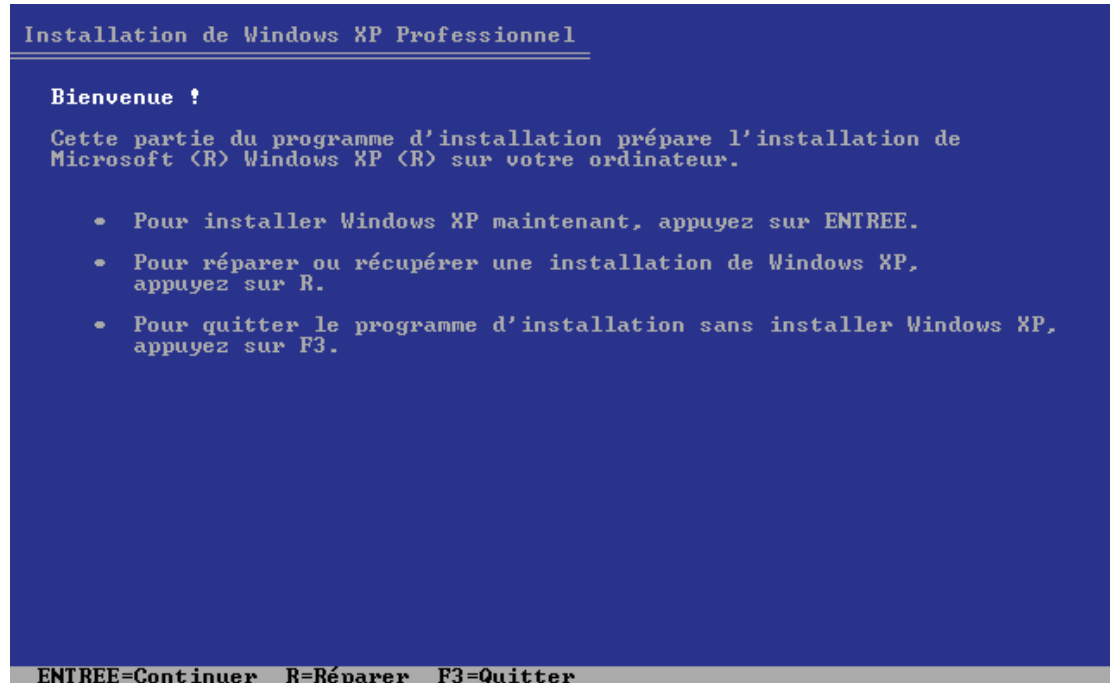 Installation de Windows XP Professionnel
Bienvenue !
Cette partie du programme d'installation prépare l'installation de
Microsoft (R) Windows XP (R) sur votre ordinateur.
• Pour installer Windows XP maintenant, appuyez sur ENTREE.
• Pour réparer ou récupérer une installation de Windows XP,
appuyez sur R.
• Pour quitter le programme d'installation sans installer Windows XP,
appuyez sur F3.
ENTREE=Continuer R=Réparer F3=Quitter